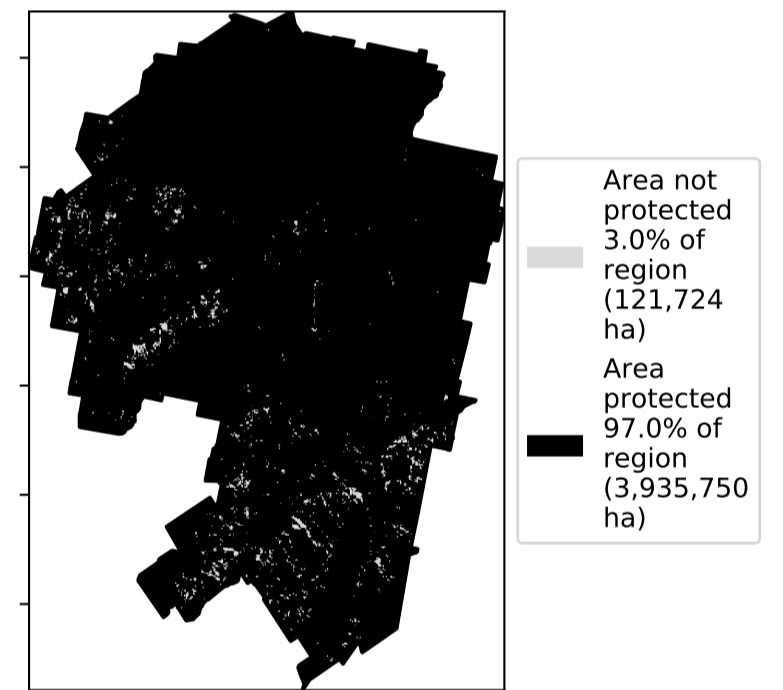 Area not
protected
3.0% of
region
(121,724
ha)
Area
protected
97.0% of
region
(3,935,750
ha)